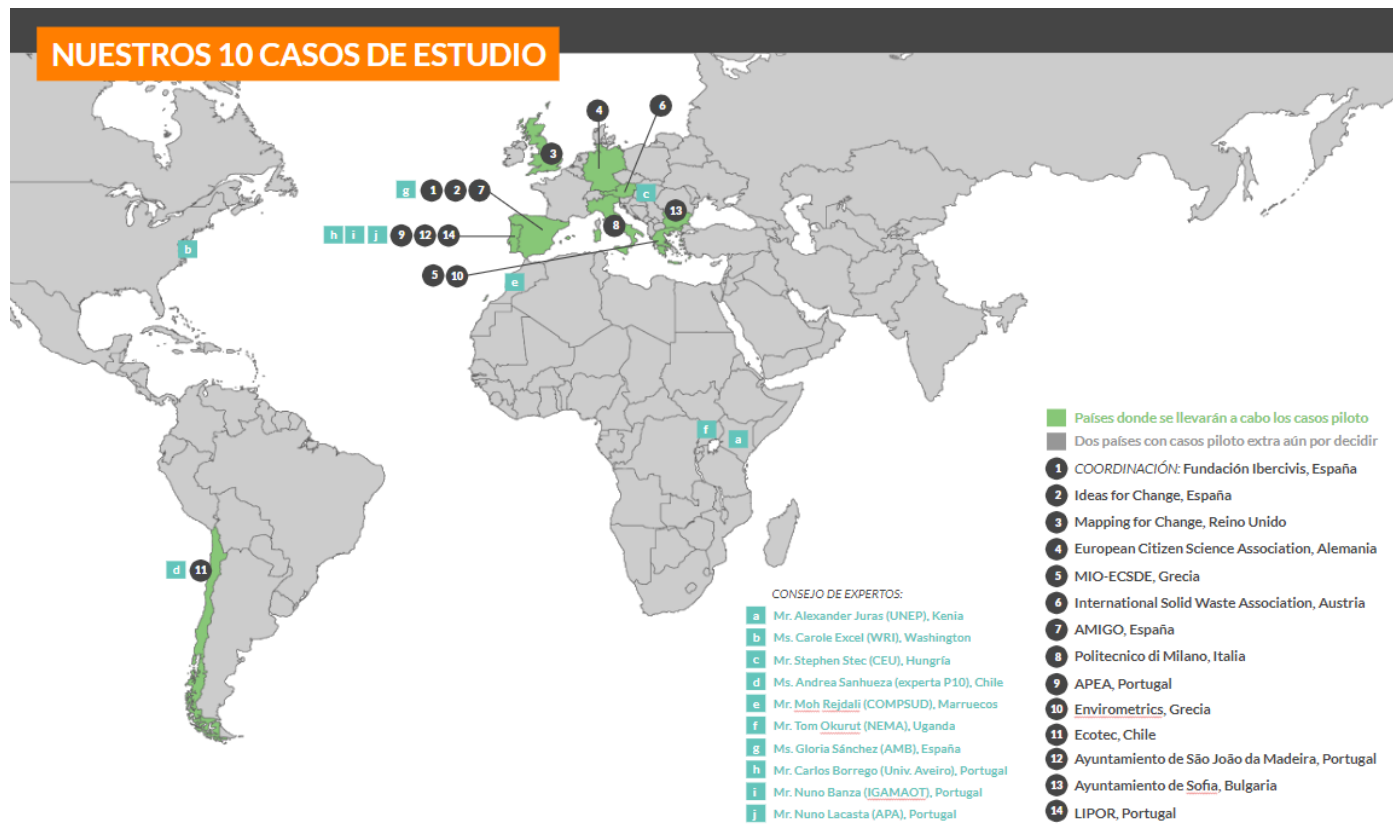 NUESTROS 10 CASOS DE ESTUDIO
4
6
3
g 1 2 7
c
13
8
h i j 9 12 14
b
5 10
e
f
a
d 11
Países donde se llevarán a cabo los casos piloto
Dos países con casos piloto extra aún por decidir
1 COORDINACIÓN: Fundación Ibercivis, España
2 Ideas for Change, España
3 Mapping for Change, Reino Unido
4 European Citizen Science Association, Alemania
5 MIO-ECSDE, Grecia
6 International Solid Waste Association, Austria
7 AMIGO, España
8 Politecnico di Milano, Italia
9 APEA, Portugal
10 Envirometrics, Grecia
11 Ecotec, Chile
12 Ayuntamiento de São João da Madeira, Portugal
13 Ayuntamiento de Sofia, Bulgaria
14 LIPOR, Portugal
CONSEJO DE EXPERTOS:
a Mr. Alexander Juras (UNEP), Kenia
b Ms. Carole Excel (WRI), Washington
c Mr. Stephen Stec (CEU), Hungría
d Ms. Andrea Sanhueza (experta P10), Chile
e Mr. Moh Rejdali (COMPSUD), Marruecos
f Mr. Tom Okurut (NEMA), Uganda
g Ms. Gloria Sánchez (AMB), España
h Mr. Carlos Borrego (Univ. Aveiro), Portugal
i Mr. Nuno Banza (IGAMAOT), Portugal
j Mr. Nuno Lacasta (APA), Portugal